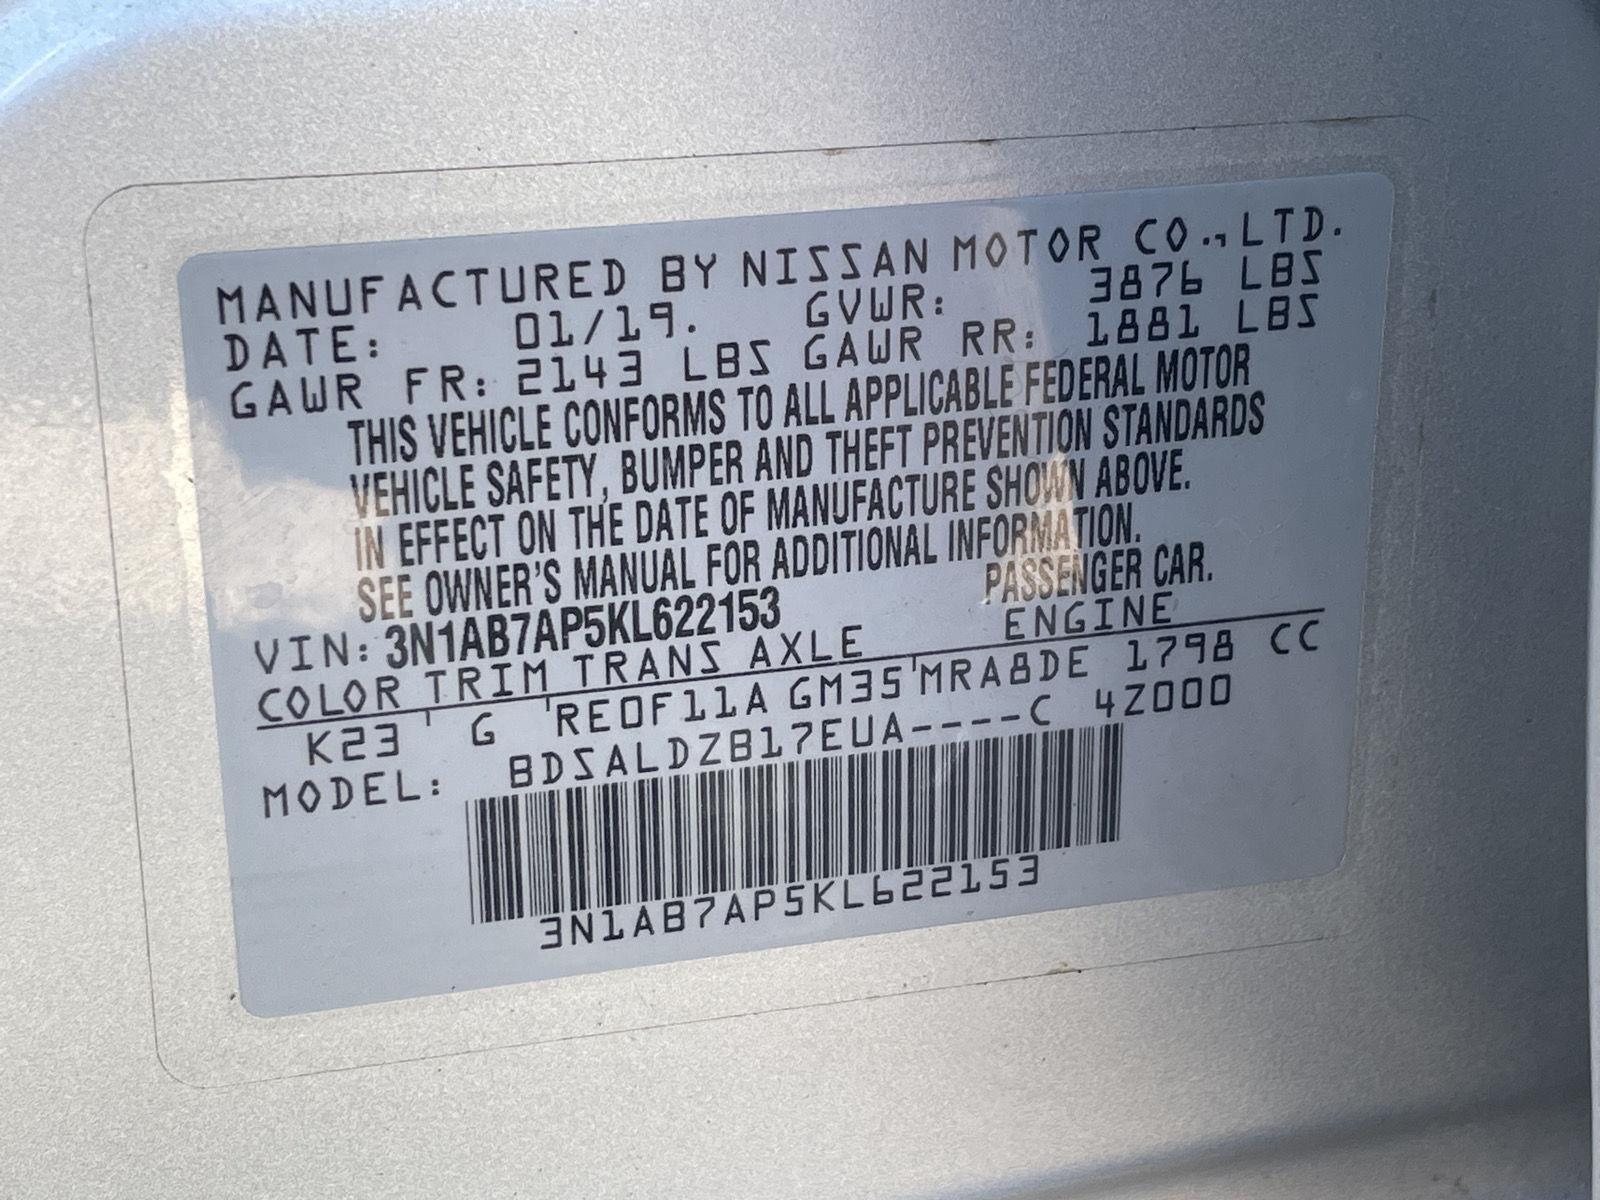 MANUFACTURED BY NISSAN MOTOR CO.,LTD.
DATE: 01/19. GVWR: 3876 LBS
GAWR FR: 2143 LBS GAWR RR: 1881 LBS
THIS VEHICLE CONFORMS TO ALL APPLICABLE FEDERAL MOTOR
VEHICLE SAFETY, BUMPER AND THEFT PREVENTION STANDARDS
IN EFFECT ON THE DATE OF MANUFACTURE SHOWN ABOVE.
SEE OWNER'S MANUAL FOR ADDITIONAL INFORMATION.
PASSENGER CAR.
VIN: 3N1AB7AP5KL622153
COLOR TRIM TRANS AXLE ENGINE
K23 G RE0F11A GM35 MRA8DE 1798 CC
MODEL: BDSALDZB17EUA----C 4Z000
3N1AB7AP5KL622153